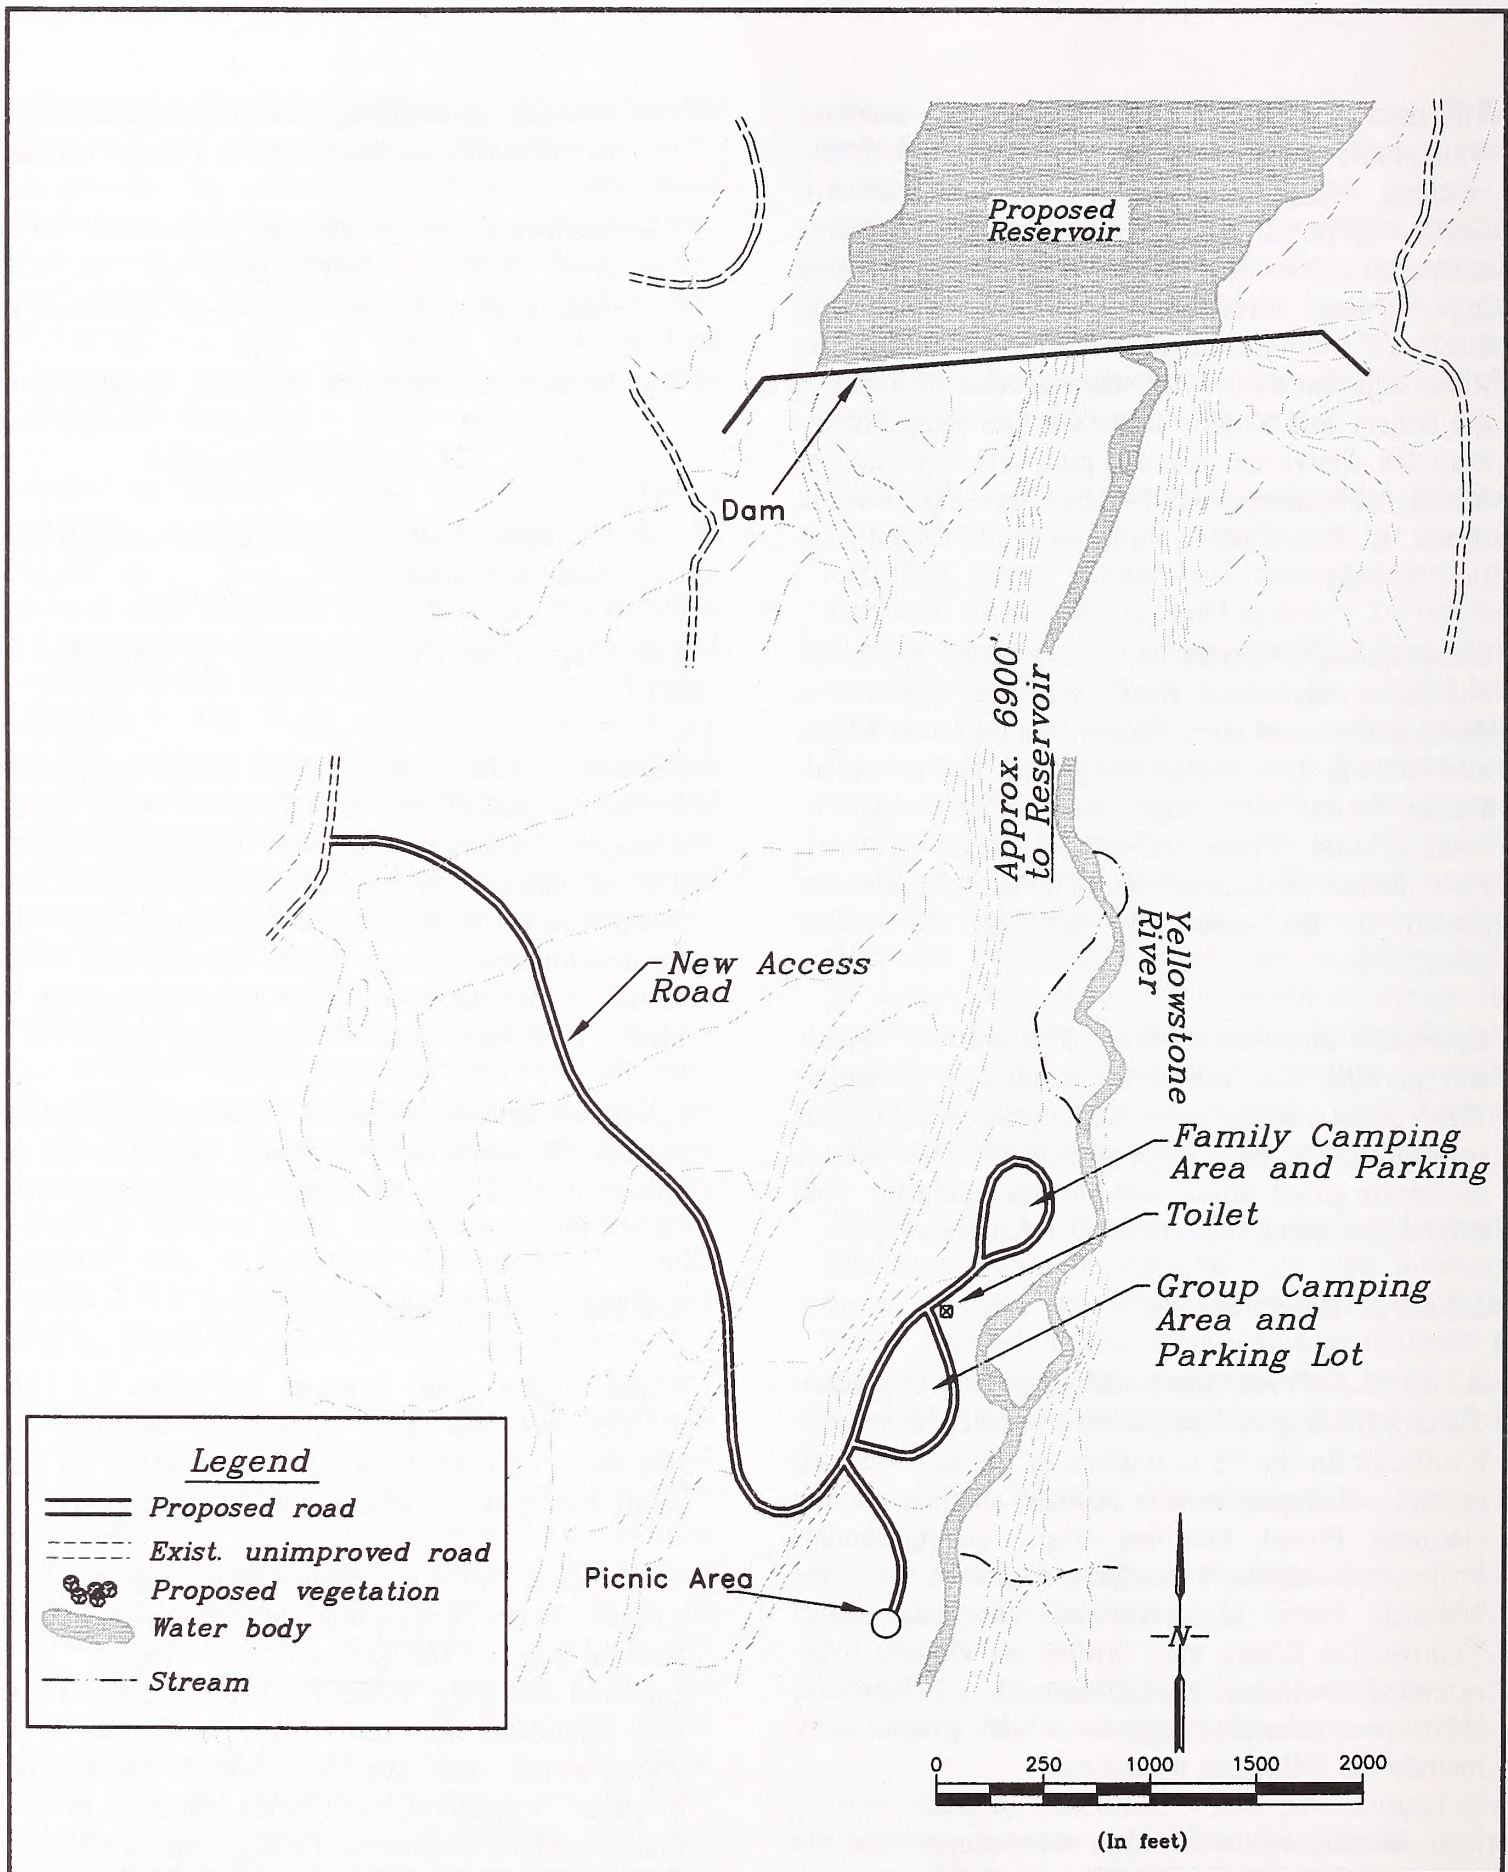 Proposed
Reservoir
Dam
Approx. 6900'
to Reservoir
Yellowstone
River
New Access
Road
Family Camping
Area and Parking
Toilet
Group Camping
Area and
Parking Lot
Picnic Area
Legend
Proposed road
Exist. unimproved road
Proposed vegetation
Water body
Stream
N
0 250 1000 1500 2000
(In feet)